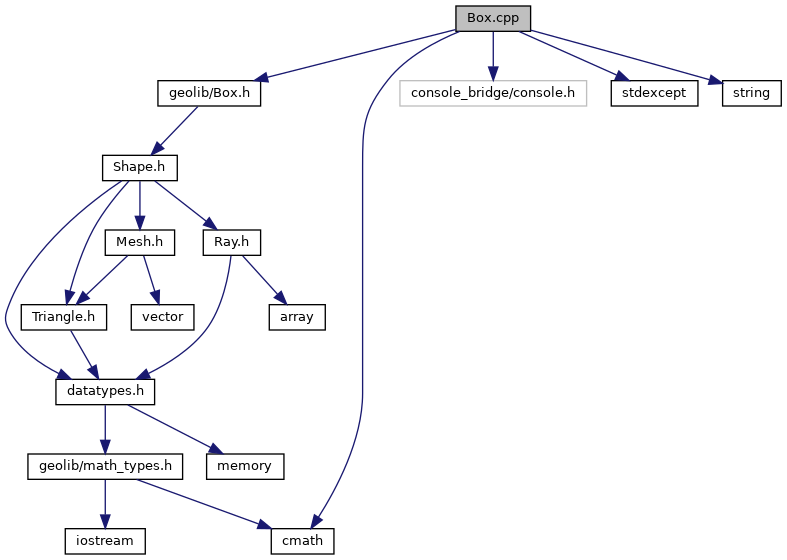 Box.cpp
geolib/Box.h
console_bridge/console.h
stdexcept
string
Shape.h
Mesh.h
Ray.h
Triangle.h
vector
array
datatypes.h
geolib/math_types.h
memory
iostream
cmath